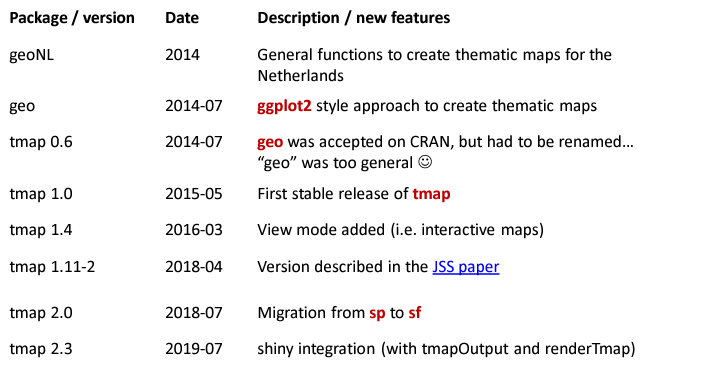 Package / version Date Description / new features
geoNL 2014 General functions to create thematic maps for the
Netherlands
geo 2014-07 ggplot2 style approach to create thematic maps
tmap 0.6 2014-07 geo was accepted on CRAN, but had to be renamed…
“geo” was too general ☺
tmap 1.0 2015-05 First stable release of tmap
tmap 1.4 2016-03 View mode added (i.e. interactive maps)
tmap 1.11-2 2018-04 Version described in the JSS paper
tmap 2.0 2018-07 Migration from sp to sf
tmap 2.3 2019-07 shiny integration (with tmapOutput and renderTmap)